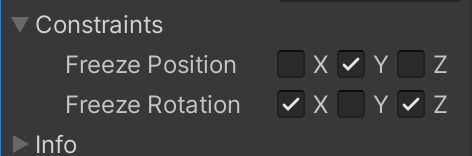 Constraints
Freeze Position X Y Z
Freeze Rotation X Y Z
Info